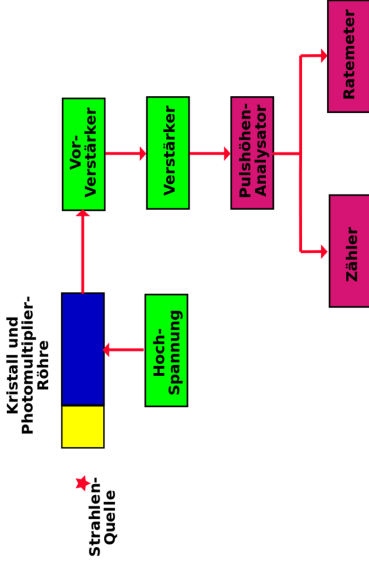 Strahlen-
Quelle
Kristall und
Photomultiplier-
Röhre
Hoch-
Spannung
Vor-
Verstärker
Verstärker
Pulshöhen-
Analysator
Zähler
Ratemeter